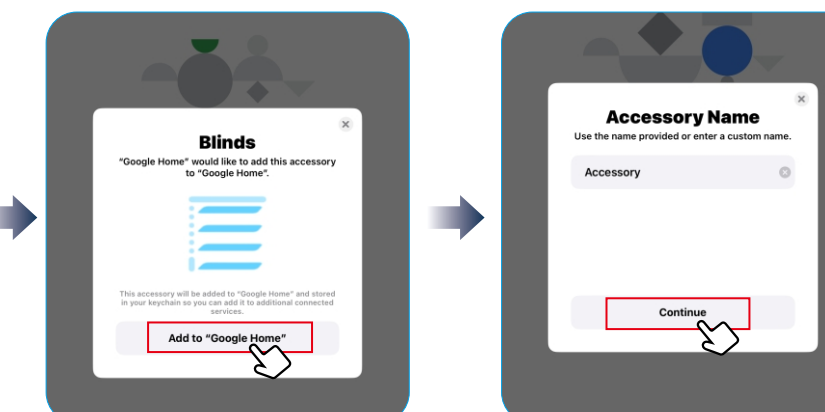 Blinds
"Google Home" would like to add this accessory
to "Google Home".
This accessory will be added to "Google Home" and stored
in your keychain so you can add it to additional connected
services.
Add to "Google Home"
Accessory Name
Use the name provided or enter a custom name.
Accessory
Continue